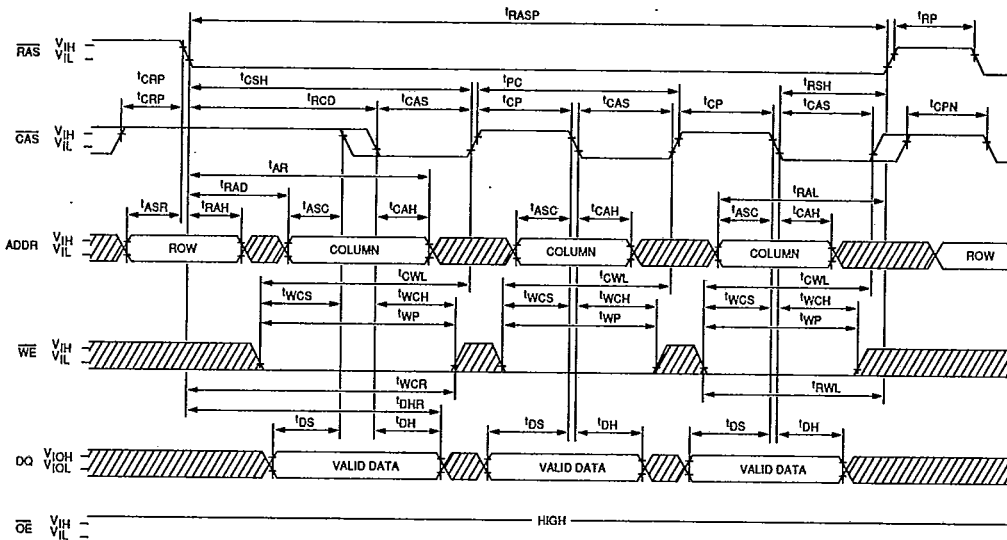 tRASP tRP
RAS VIH
VIL
tCRP tCSH tPC tRSH
tCRP tRCD tCAS tCP tCAS tCP tCAS tCPN
CAS VIH
VIL
tAR
tRAD tRAL
tASR tRAH tASC tCAH tASC tCAH tASC tCAH
ADDR VIH
VIL
ROW COLUMN COLUMN COLUMN ROW
tCWL tCWL tCWL
tWCS tWCH tWCS tWCH tWCS tWCH
tWP tWP tWP
WE VIH
VIL
tWCR tRWL
tDHR
tDS tDH tDS tDH tDS tDH
DQ VIOH
VIOL
VALID DATA VALID DATA VALID DATA
OE VIH
VIL
HIGH